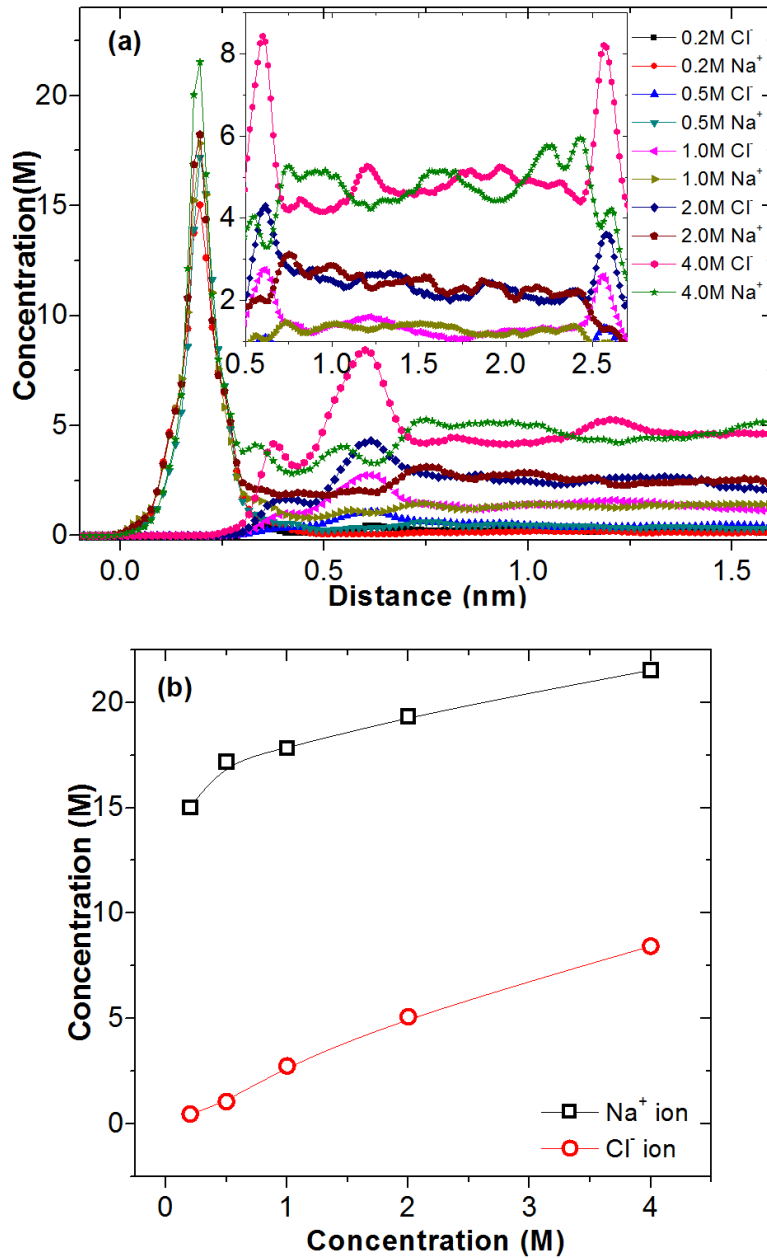 (a)
Concentration(M)
20
15
10
5
0
0.0 0.5 1.0 1.5
Distance (nm)
8
6
4
2
0.5 1.0 1.5 2.0 2.5
0.2M Cl⁻
0.2M Na⁺
0.5M Cl⁻
0.5M Na⁺
1.0M Cl⁻
1.0M Na⁺
2.0M Cl⁻
2.0M Na⁺
4.0M Cl⁻
4.0M Na⁺
(b)
Concentration (M)
20
15
10
5
0
0 1 2 3 4
Concentration (M)
Na⁺ ion
Cl⁻ ion